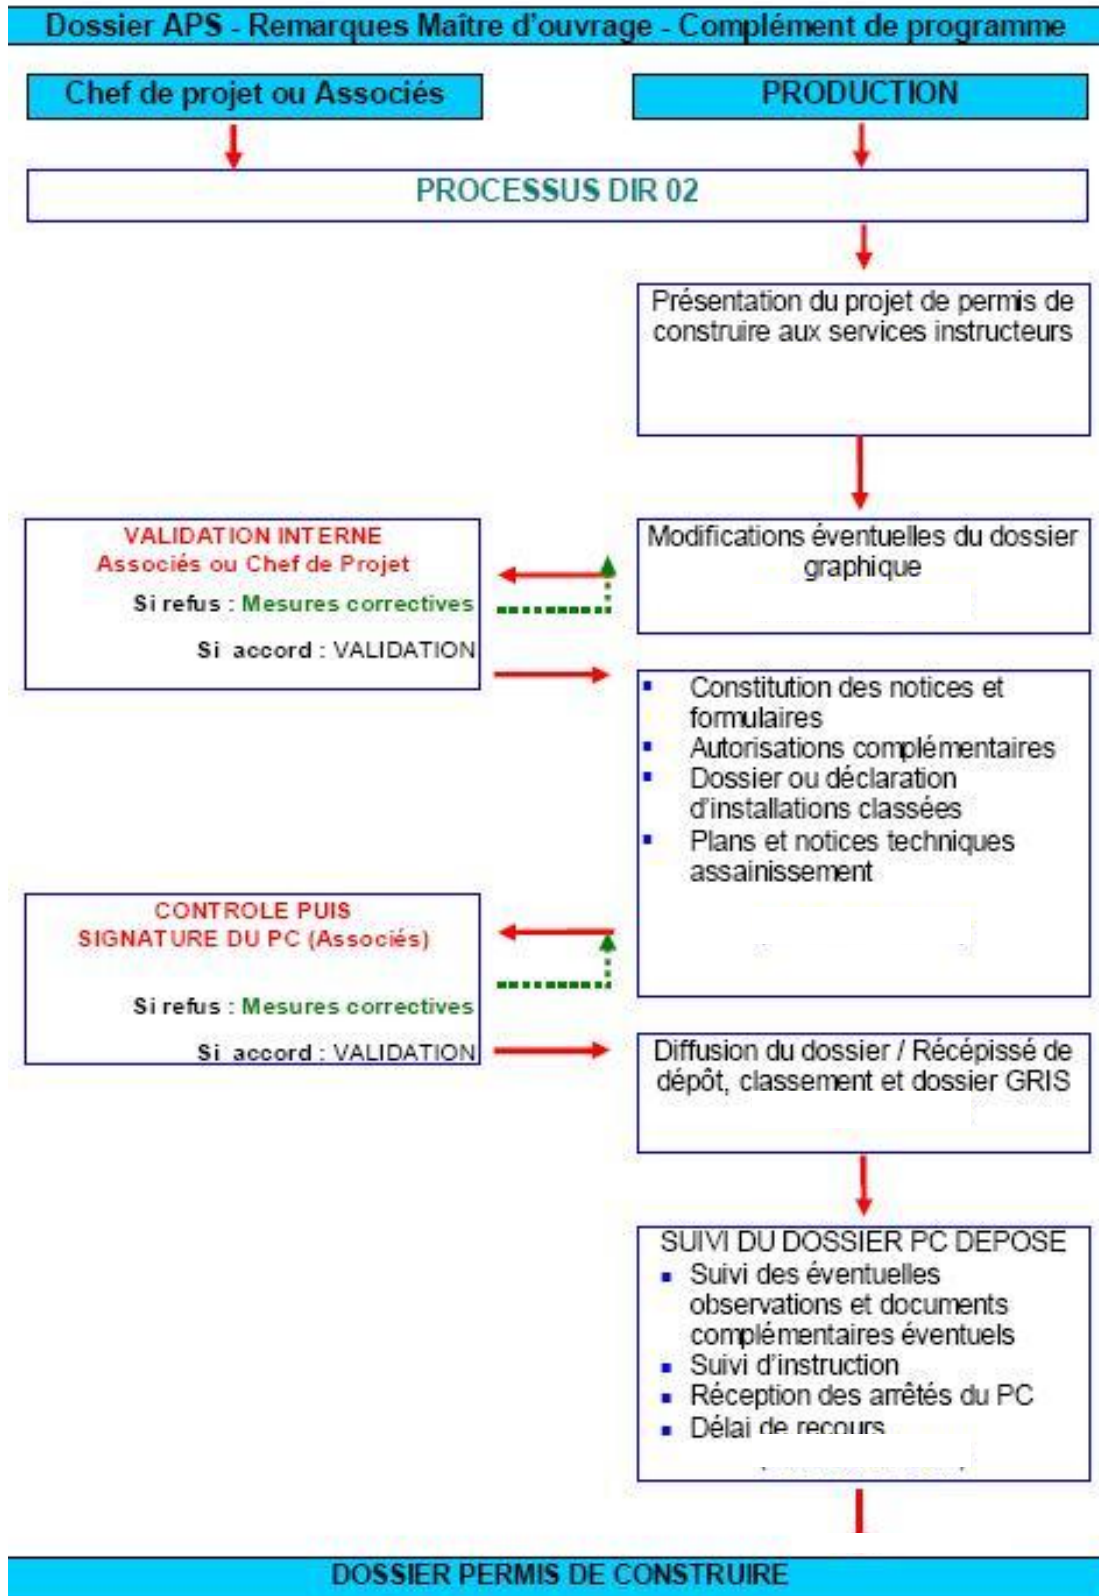 Dossier APS - Remarques Maître d'ouvrage - Complément de programme
Chef de projet ou Associés
PRODUCTION
PROCESSUS DIR 02
Présentation du projet de permis de
construire aux services instructeurs
VALIDATION INTERNE
Associés ou Chef de Projet
Si refus : Mesures correctives
Si accord : VALIDATION
Modifications éventuelles du dossier
graphique
Constitution des notices et
formulaires
Autorisations complémentaires
Dossier ou déclaration
d'installations classées
Plans et notices techniques
assainissement
CONTROLE PUIS
SIGNATURE DU PC (Associés)
Si refus : Mesures correctives
Si accord : VALIDATION
Diffusion du dossier / Récépissé de
dépôt, classement et dossier GRIS
SUIVI DU DOSSIER PC DEPOSE
Suivi des éventuelles
observations et documents
complémentaires éventuels
Suivi d'instruction
Réception des arrêtés du PC
Délai de recours
DOSSIER PERMIS DE CONSTRUIRE